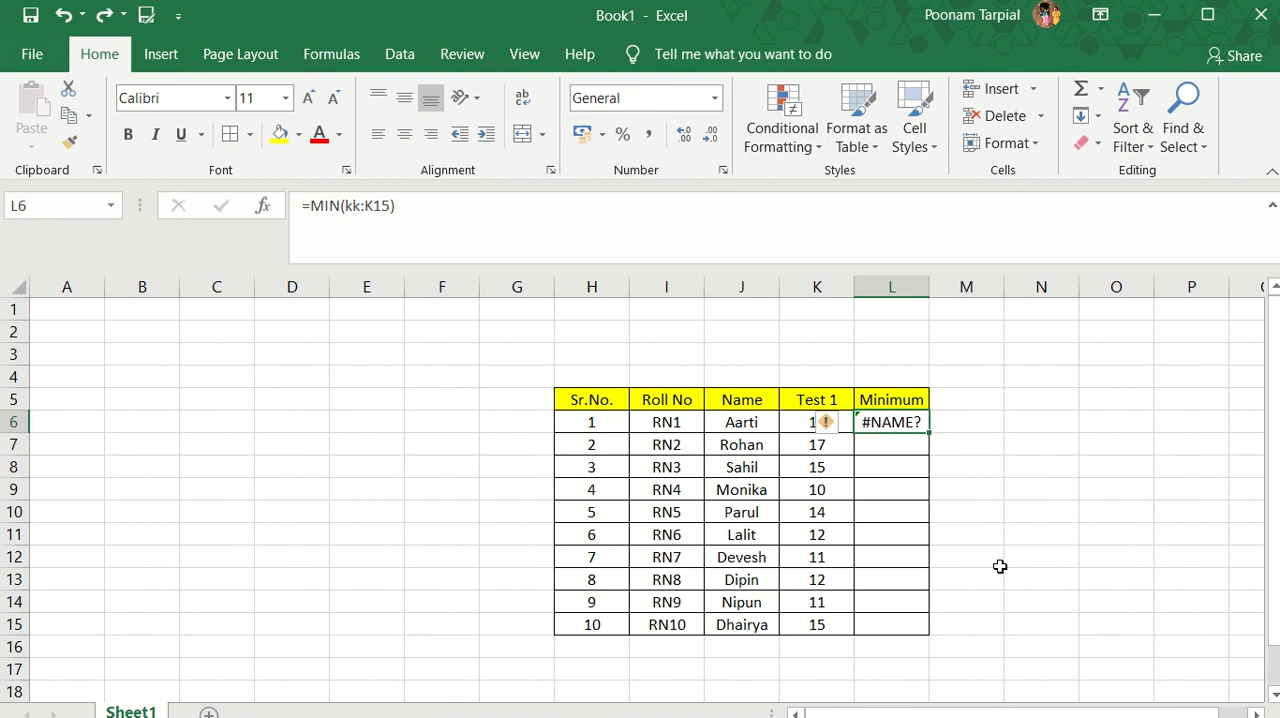 Book1 - Excel
Poonam Tarpial
File Home Insert Page Layout Formulas Data Review View Help Tell me what you want to do Share
Paste
Calibri 11
B I U A
ab
c
General
% ,
Conditional Formatting
Format as Table
Cell Styles
Insert
Delete
Format
Σ
Sort & Filter
Find & Select
Clipboard Font Alignment Number Styles Cells Editing
L6 fx =MIN(kk:K15)
A B C D E F G H I J K L M N O P
1
2
3
4
5 Sr.No. Roll No Name Test 1 Minimum
6 1 RN1 Aarti #NAME?
7 2 RN2 Rohan 17
8 3 RN3 Sahil 15
9 4 RN4 Monika 10
10 5 RN5 Parul 14
11 6 RN6 Lalit 12
12 7 RN7 Devesh 11
13 8 RN8 Dipin 12
14 9 RN9 Nipun 11
15 10 RN10 Dhairya 15
16
17
18
Sheet1